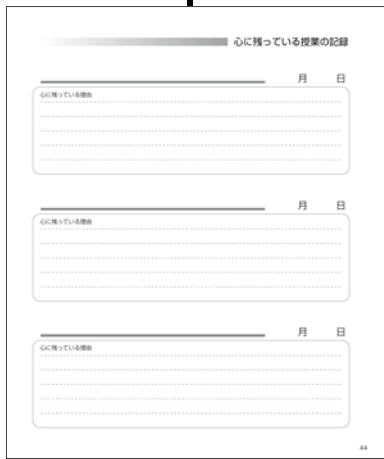 心に残っている授業の記録
月 日
心に残っている理由
月 日
心に残っている理由
月 日
心に残っている理由
44